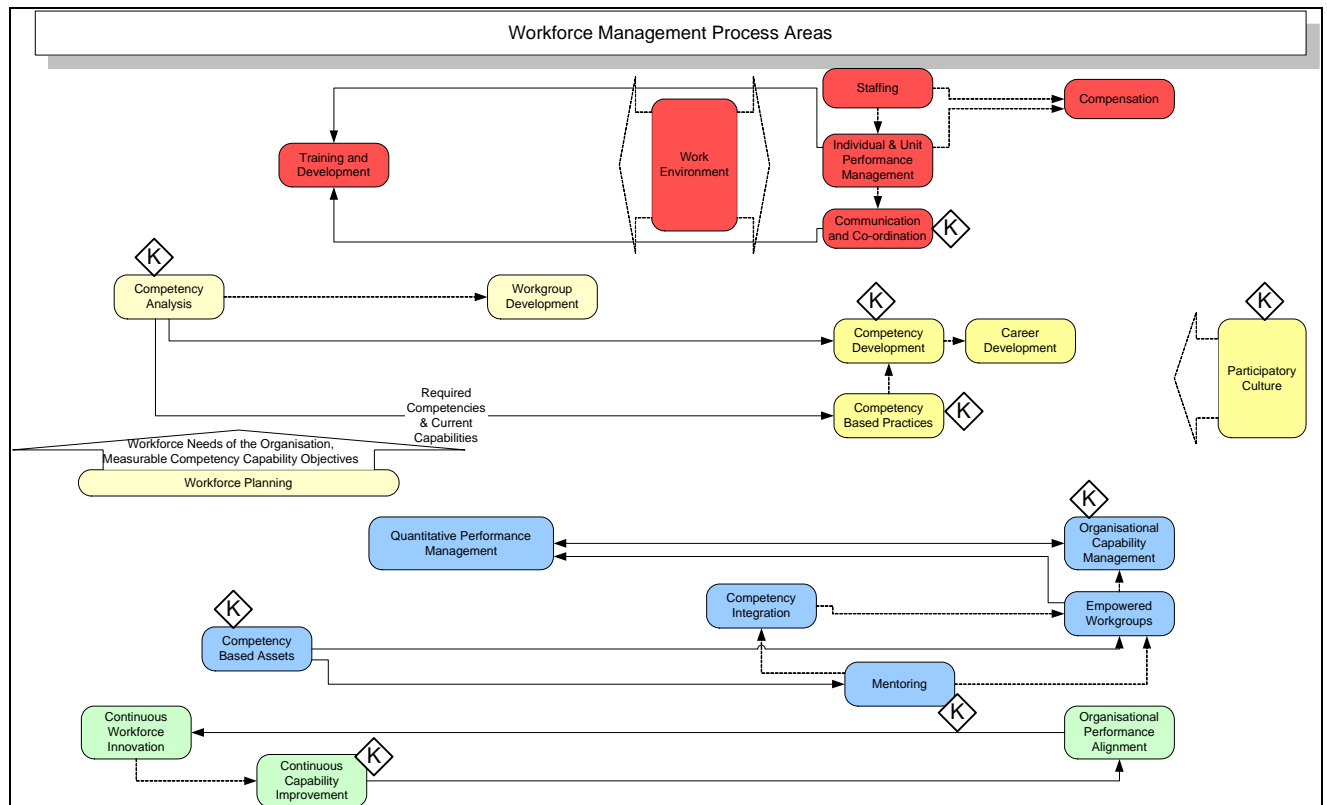 Workforce Management Process Areas
Staffing
Compensation
Work
Environment
Individual & Unit
Performance
Management
Training and
Development
Communication
and Co-ordination
K
K
Competency
Analysis
Workgroup
Development
K
Competency
Development
Career
Development
K
Participatory
Culture
Required
Competencies
& Current
Capabilities
Competency
Based Practices
K
Workforce Needs of the Organisation,
Measurable Competency Capability Objectives
Workforce Planning
K
Quantitative Performance
Management
Organisational
Capability
Management
Competency
Integration
Empowered
Workgroups
K
Competency
Based Assets
Mentoring
K
Continuous
Workforce
Innovation
Organisational
Performance
Alignment
K
Continuous
Capability
Improvement